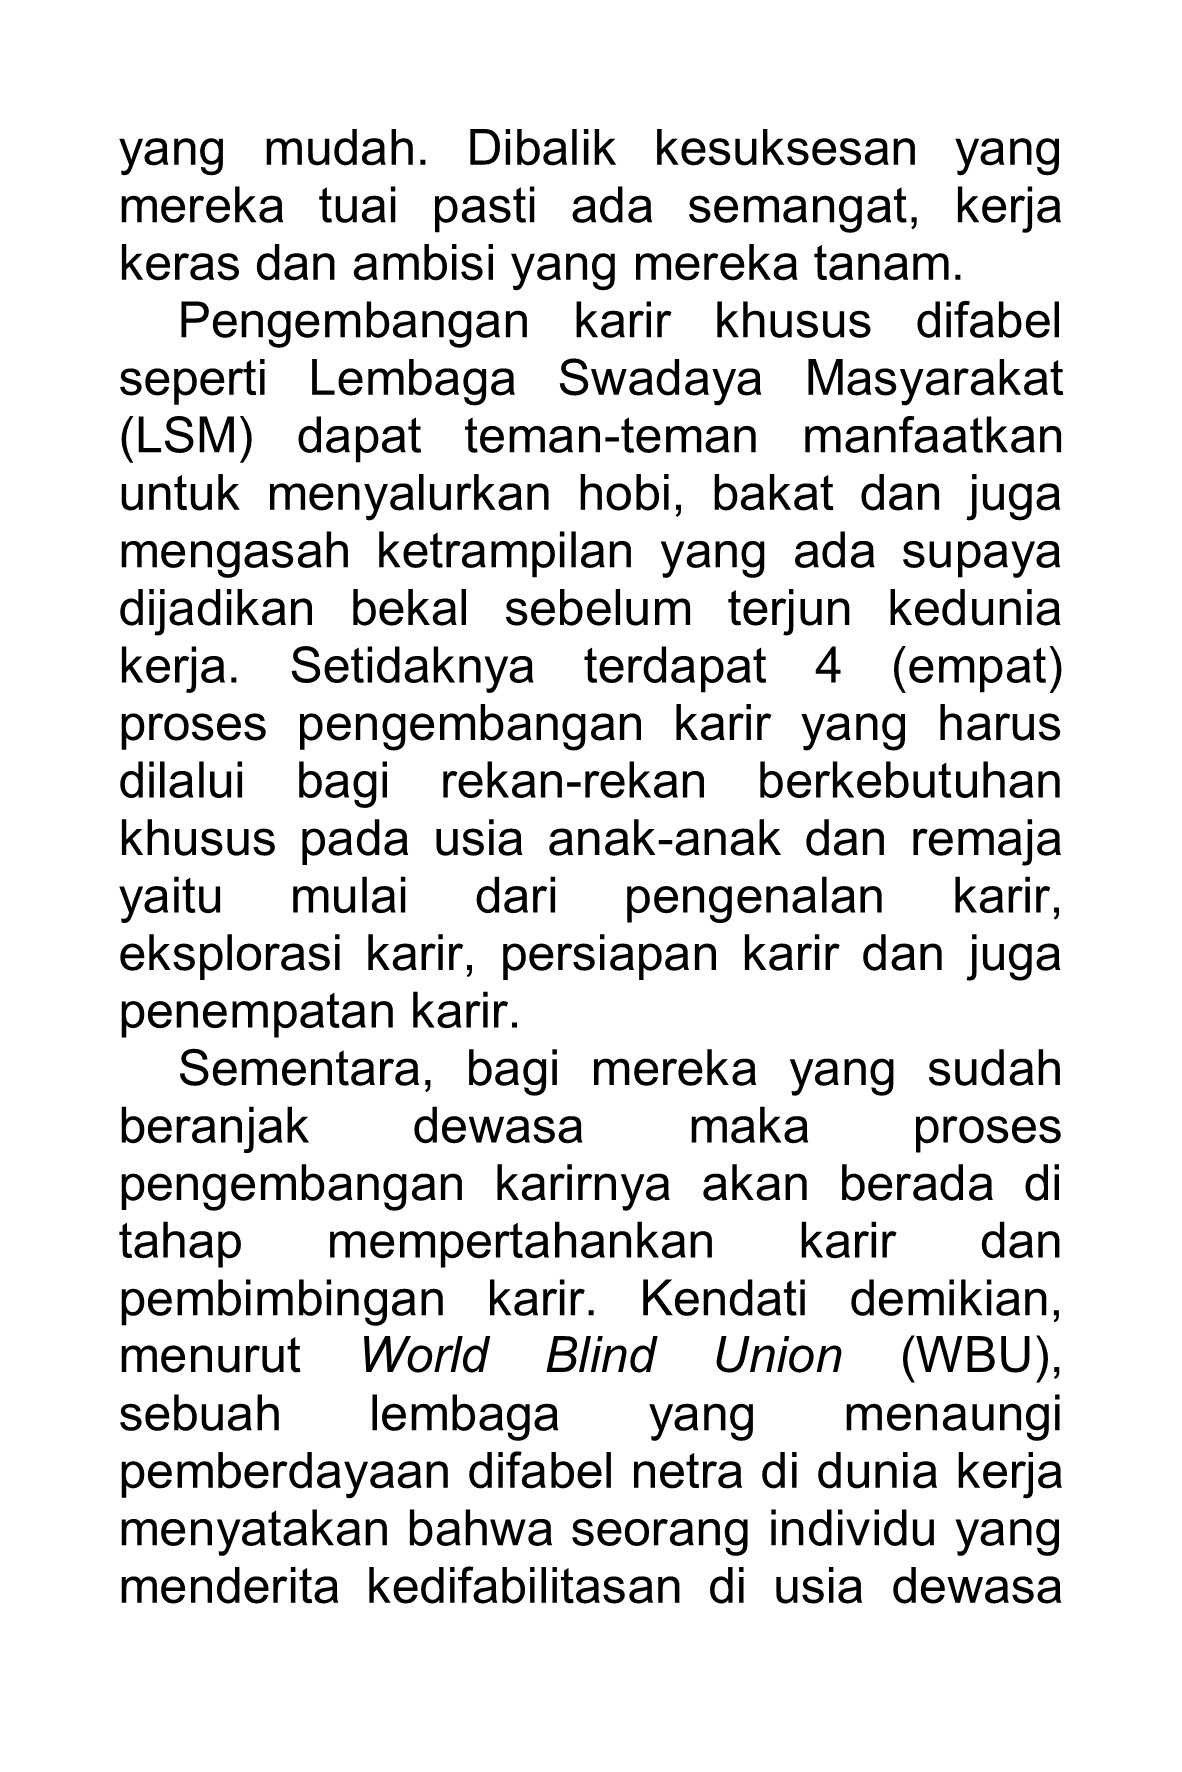 yang mudah. Dibalik kesuksesan yang
mereka tuai pasti ada semangat, kerja
keras dan ambisi yang mereka tanam.
Pengembangan karir khusus difabel
seperti Lembaga Swadaya Masyarakat
(LSM) dapat teman-teman manfaatkan
untuk menyalurkan hobi, bakat dan juga
mengasah ketrampilan yang ada supaya
dijadikan bekal sebelum terjun kedunia
kerja. Setidaknya terdapat 4 (empat)
proses pengembangan karir yang harus
dilalui bagi rekan-rekan berkebutuhan
khusus pada usia anak-anak dan remaja
yaitu mulai dari pengenalan karir,
eksplorasi karir, persiapan karir dan juga
penempatan karir.
Sementara, bagi mereka yang sudah
beranjak dewasa maka proses
pengembangan karirnya akan berada di
tahap mempertahankan karir dan
pembimbingan karir. Kendati demikian,
menurut World Blind Union (WBU),
sebuah lembaga yang menaungi
pemberdayaan difabel netra di dunia kerja
menyatakan bahwa seorang individu yang
menderita kedifabilitasan di usia dewasa